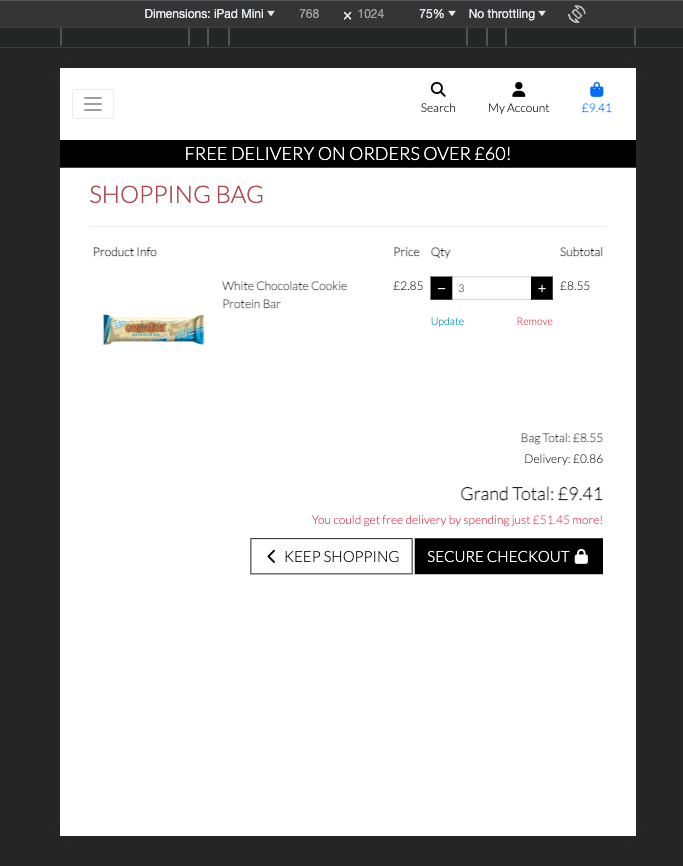 Dimensions: iPad Mini ▾ 768 × 1024 75% ▾ No throttling ▾
Search My Account £9.41
FREE DELIVERY ON ORDERS OVER £60!
SHOPPING BAG
Product Info Price Qty Subtotal
White Chocolate Cookie £2.85 − 3 + £8.55
Protein Bar
Update Remove
Bag Total: £8.55
Delivery: £0.86
Grand Total: £9.41
You could get free delivery by spending just £51.45 more!
KEEP SHOPPING SECURE CHECKOUT